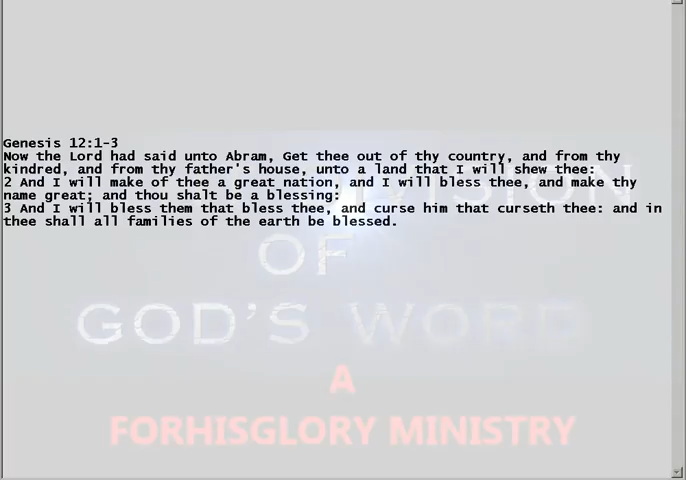 Genesis 12:1-3
Now the Lord had said unto Abram, Get thee out of thy country, and from thy
kindred, and from thy father's house, unto a land that I will shew thee:
2 And I will make of thee a great nation, and I will bless thee, and make thy
name great; and thou shalt be a blessing:
3 And I will bless them that bless thee, and curse him that curseth thee: and in
thee shall all families of the earth be blessed.
OF
GOD'S WORD
A
FORHISGLORY MINISTRY